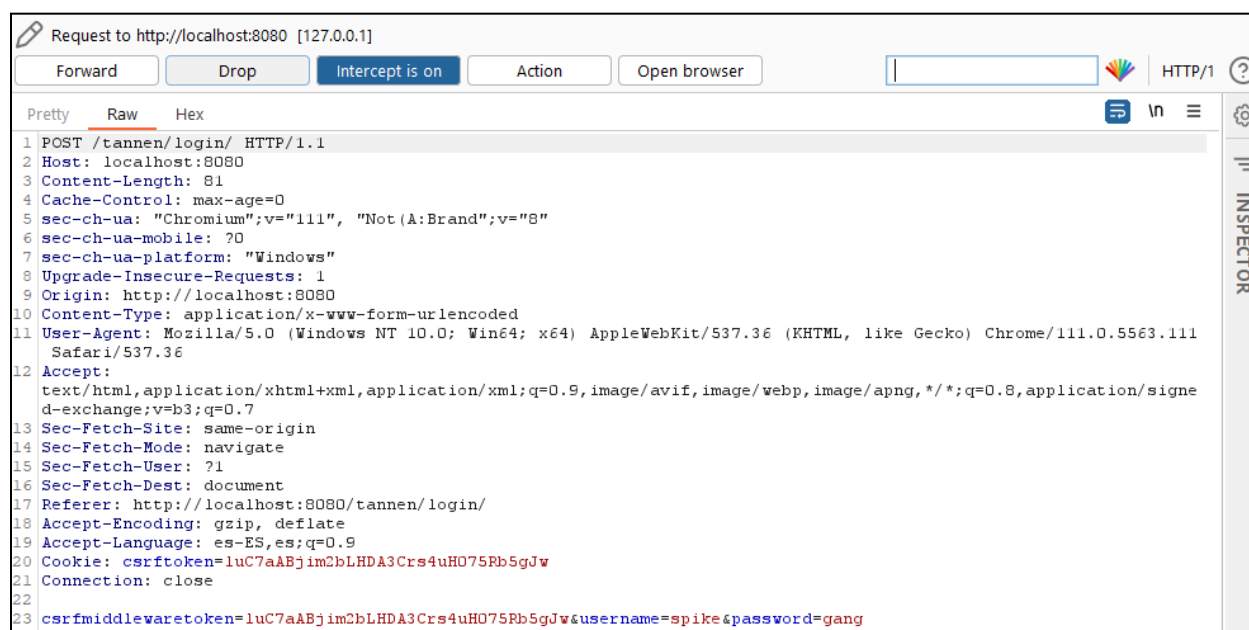 Request to http://localhost:8080 [127.0.0.1]
Forward Drop Intercept is on Action Open browser HTTP/1
Pretty Raw Hex \n
INSPECTOR
1 POST /tannen/login/ HTTP/1.1
2 Host: localhost:8080
3 Content-Length: 81
4 Cache-Control: max-age=0
5 sec-ch-ua: "Chromium";v="111", "Not(A:Brand";v="8"
6 sec-ch-ua-mobile: ?0
7 sec-ch-ua-platform: "Windows"
8 Upgrade-Insecure-Requests: 1
9 Origin: http://localhost:8080
10 Content-Type: application/x-www-form-urlencoded
11 User-Agent: Mozilla/5.0 (Windows NT 10.0; Win64; x64) AppleWebKit/537.36 (KHTML, like Gecko) Chrome/111.0.5563.111
Safari/537.36
12 Accept:
text/html,application/xhtml+xml,application/xml;q=0.9,image/avif,image/webp,image/apng,*/*;q=0.8,application/signe
d-exchange;v=b3;q=0.7
13 Sec-Fetch-Site: same-origin
14 Sec-Fetch-Mode: navigate
15 Sec-Fetch-User: ?1
16 Sec-Fetch-Dest: document
17 Referer: http://localhost:8080/tannen/login/
18 Accept-Encoding: gzip, deflate
19 Accept-Language: es-ES,es;q=0.9
20 Cookie: csrftoken=luC7aABjim2bLHDA3Crs4uHO75Rb5gJw
21 Connection: close
22
23 csrfmiddlewaretoken=luC7aABjim2bLHDA3Crs4uHO75Rb5gJw&username=spike&password=gang